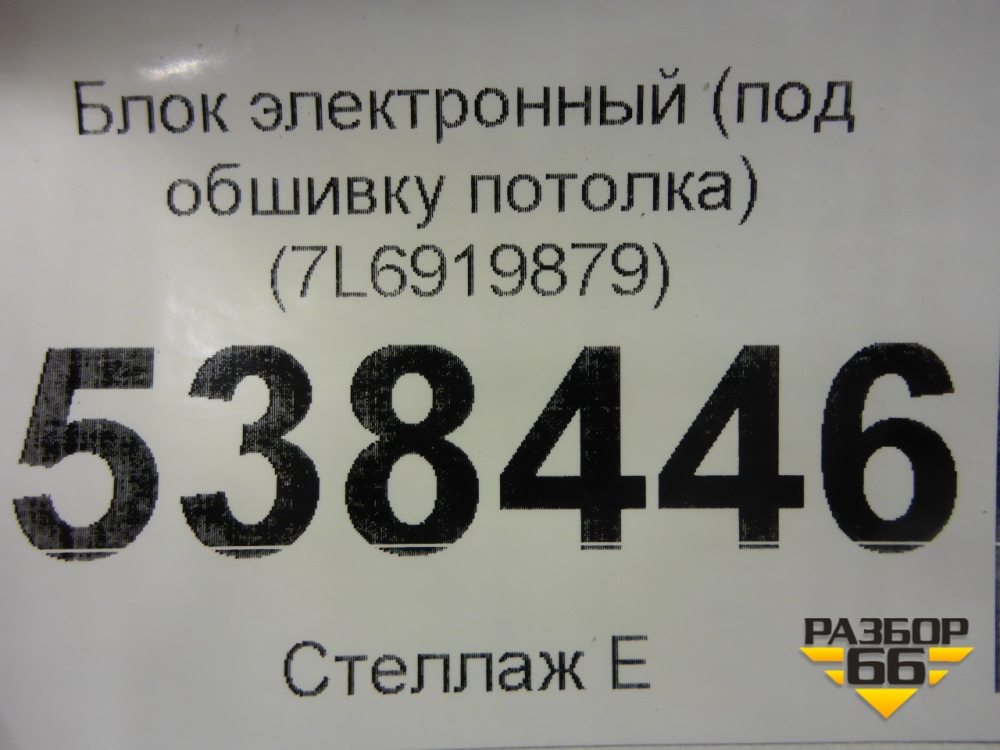 Блок электронный (под
обшивку потолка)
(7L6919879)
538446
Стеллаж Е
РАЗБОР
66